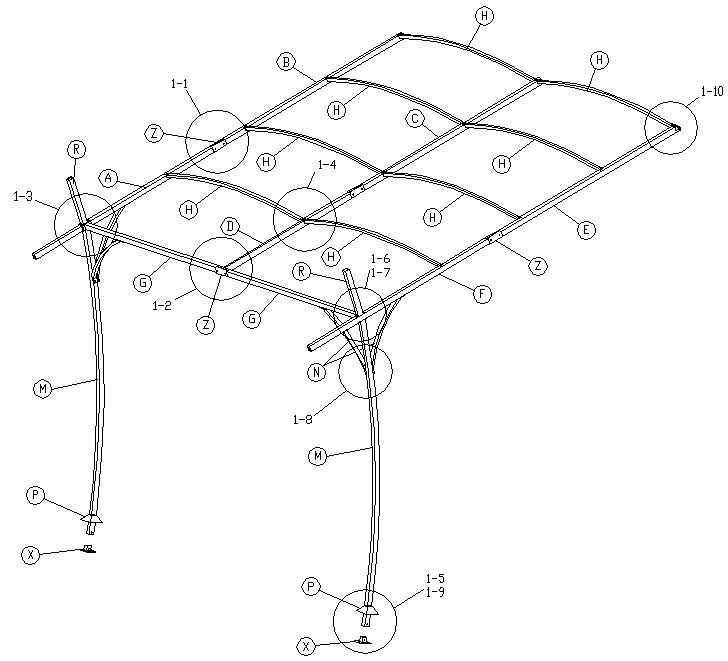 H
H
B
1-1
1-10
H
C
Z
R
H
H
1-4
A
1-3
H
H
D
E
H
1-6
R
1-7
Z
G
F
1-2
G
Z
N
M
1-8
M
P
X
1-5
P
1-9
X